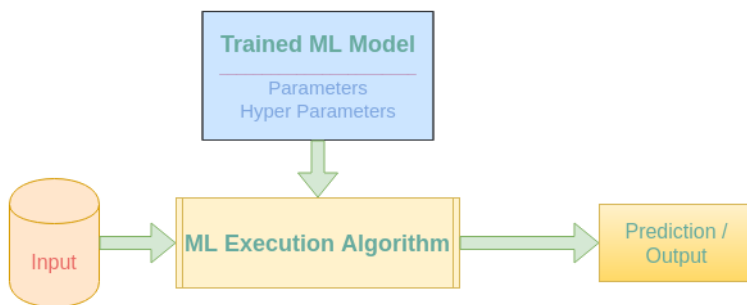 Trained ML Model
Parameters
Hyper Parameters
Input
ML Execution Algorithm
Prediction /
Output